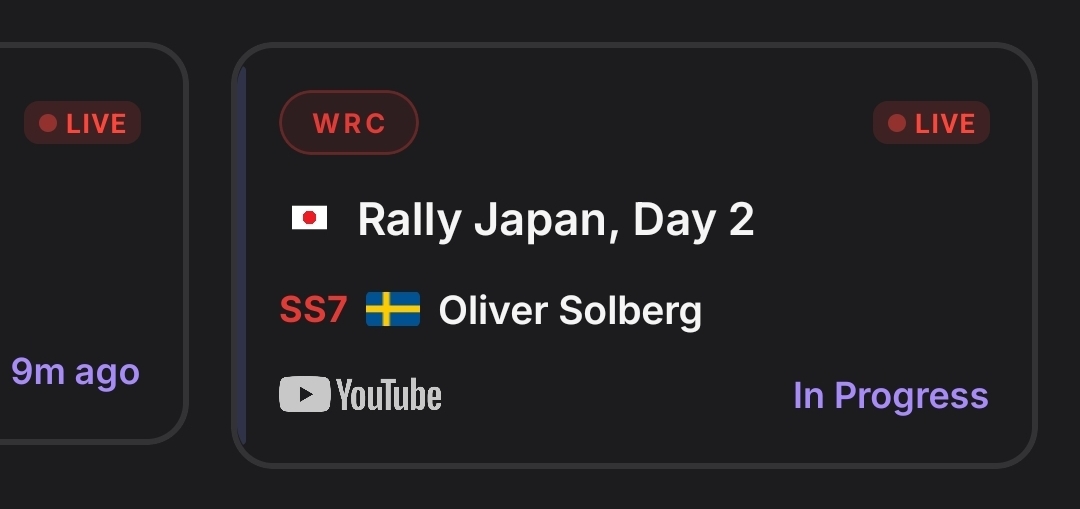 LIVE
9m ago
WRC
LIVE
Rally Japan, Day 2
SS7 Oliver Solberg
YouTube
In Progress